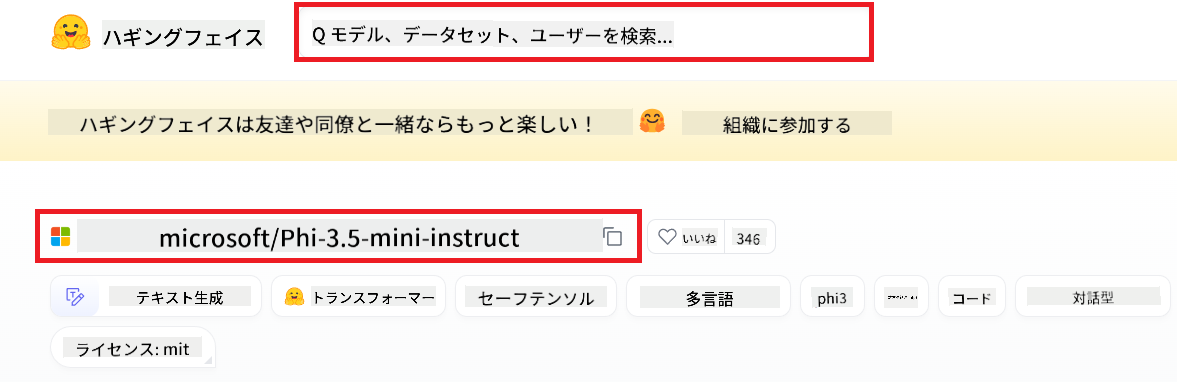 ハギングフェイス
Q モデル、データセット、ユーザーを検索...
ハギングフェイスは友達や同僚と一緒ならもっと楽しい！
組織に参加する
microsoft/Phi-3.5-mini-instruct
いいね
346
テキスト生成
トランスフォーマー
セーフテンソル
多言語
phi3
コード
対話型
ライセンス: mit